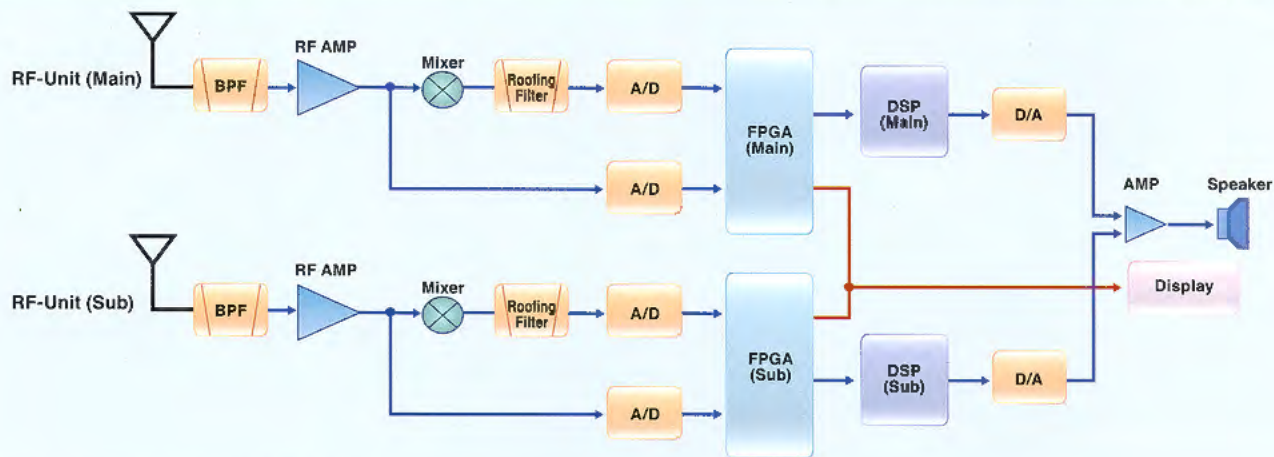 RF-Unit (Main)
BPF
RF AMP
Mixer
Roofing
Filter
A/D
A/D
FPGA
(Main)
DSP
(Main)
D/A
AMP
Speaker
Display
RF-Unit (Sub)
BPF
RF AMP
Mixer
Roofing
Filter
A/D
A/D
FPGA
(Sub)
DSP
(Sub)
D/A